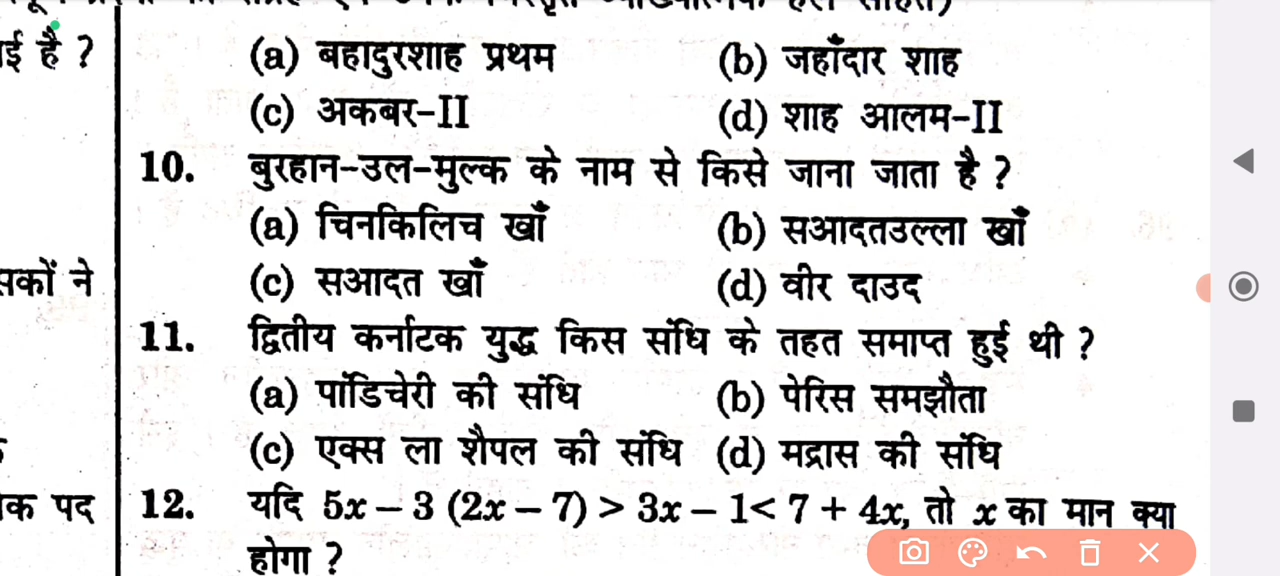 ई है ?
(a) बहादुरशाह प्रथम (b) जहाँदार शाह
(c) अकबर-II (d) शाह आलम-II
10. बुरहान-उल-मुल्क के नाम से किसे जाना जाता है ?
(a) चिनकिलिच खाँ (b) सआदतउल्ला खाँ
(c) सआदत खाँ (d) वीर दाउद
सकों ने
11. द्वितीय कर्नाटक युद्ध किस संधि के तहत समाप्त हुई थी ?
(a) पांडिचेरी की संधि (b) पेरिस समझौता
(c) एक्स ला शैपल की संधि (d) मद्रास की संधि
क पद
12. यदि 5x – 3 (2x – 7) > 3x – 1< 7 + 4x, तो x का मान क्या
होगा ?